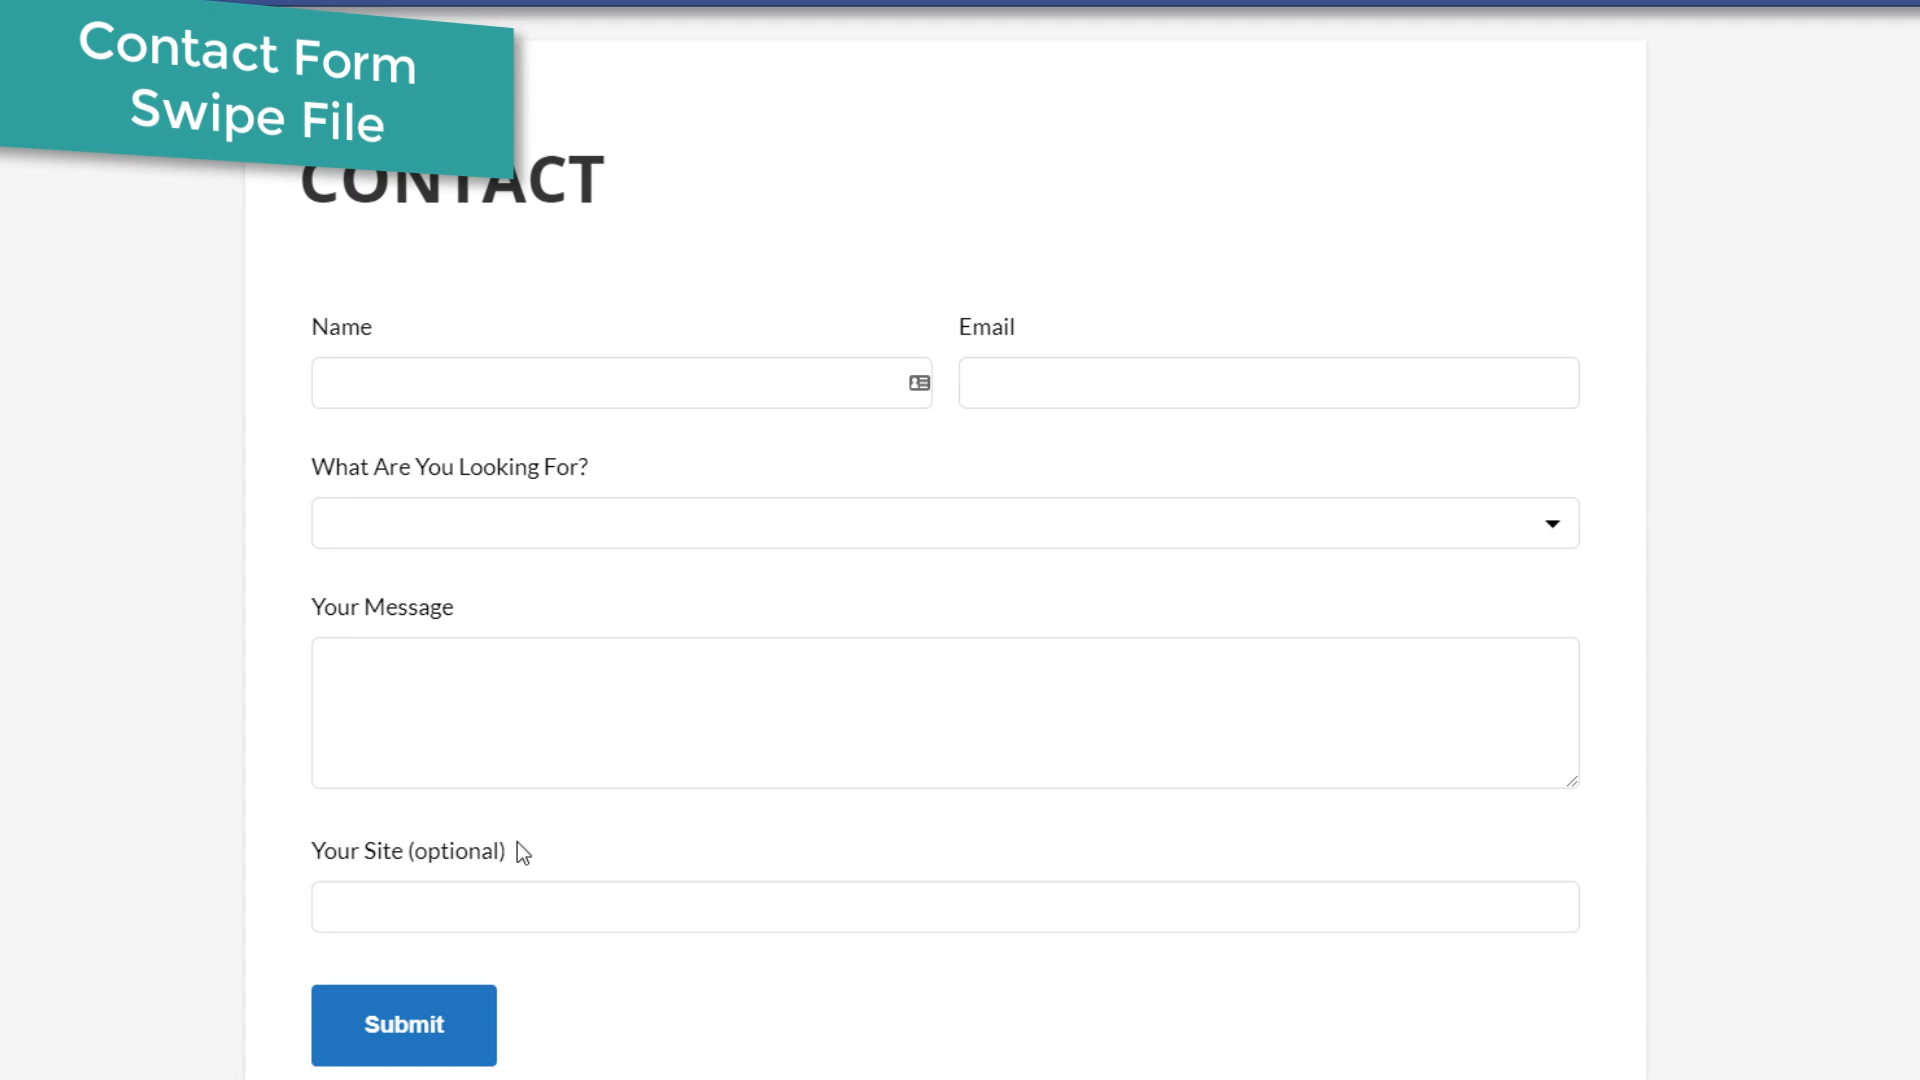 Contact Form
Swipe File
CONTACT
Name
Email
What Are You Looking For?
Your Message
Your Site (optional)
Submit